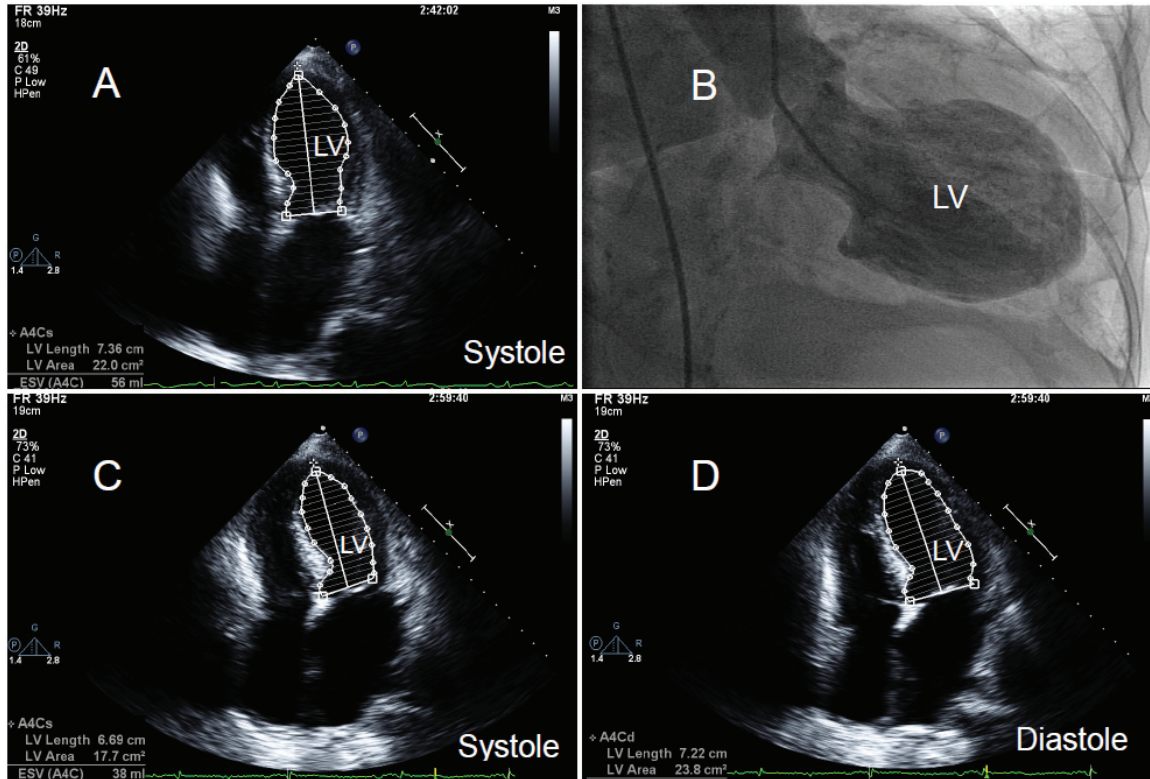 FR 39Hz 2:42:02 M3
18cm
2D
61%
C 49
P Low
HPen
P
A
LV
X
G
P R
1.4 2.8
A4Cs
LV Length 7.36 cm
LV Area 22.0 cm²
ESV (A4C) 56 ml
Systole
B
LV
FR 39Hz 2:59:40 M3
19cm
2D
73%
C 41
P Low
HPen
P
C
LV
X
G
P R
1.4 2.8
A4Cs
LV Length 6.69 cm
LV Area 17.7 cm²
ESV (A4C) 38 ml
Systole
FR 39Hz 2:59:40 M3
19cm
2D
73%
C 41
P Low
HPen
P
D
LV
X
G
P R
1.4 2.8
A4Cd
LV Length 7.22 cm
LV Area 23.8 cm²
Diastole